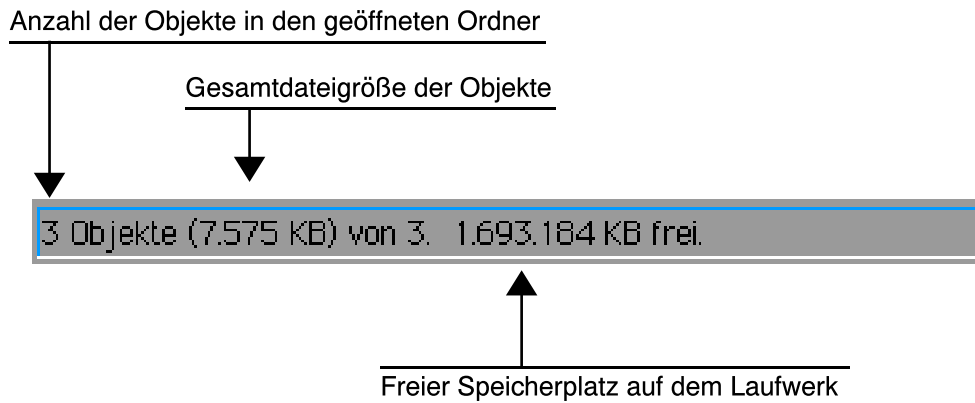 Anzahl der Objekte in den geöffneten Ordner
Gesamtdateigröße der Objekte
3 Objekte (7.575 KB) von 3. 1.693.184 KB frei.
Freier Speicherplatz auf dem Laufwerk